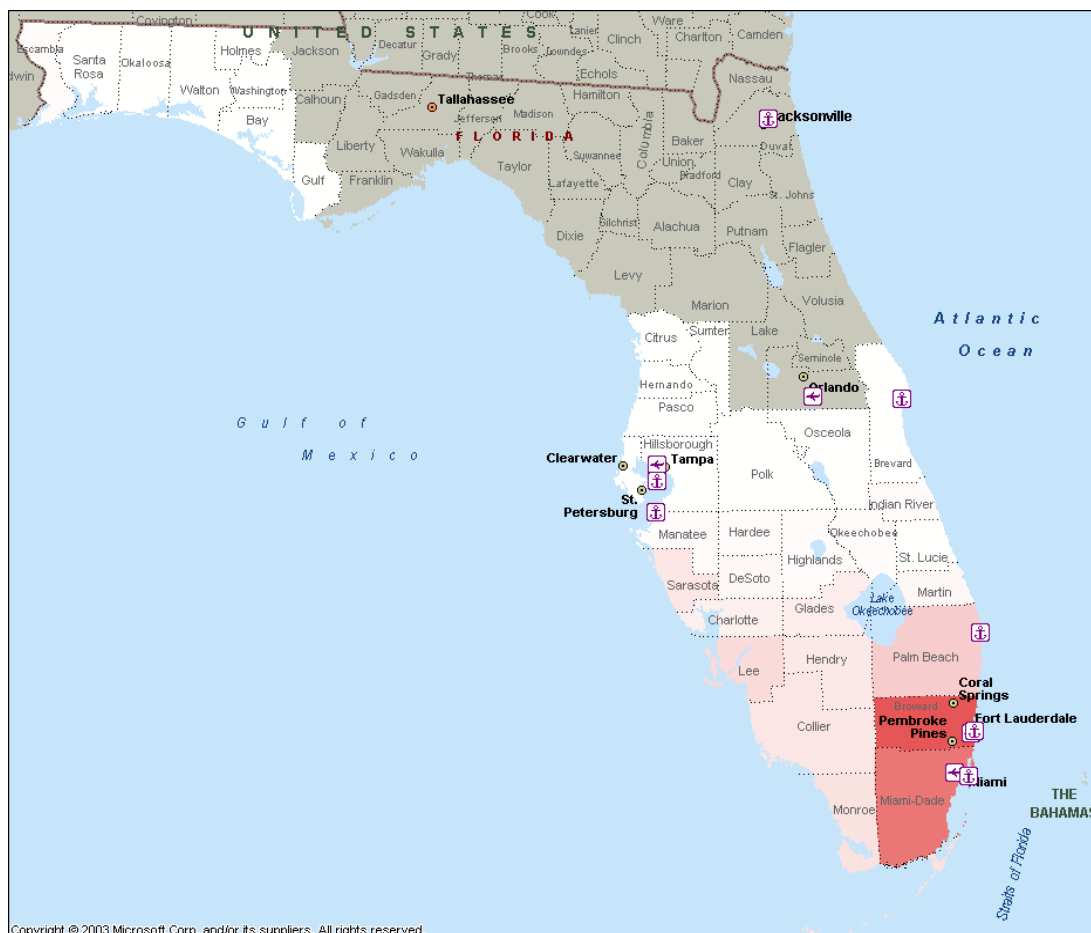 Covington
UNITED STATES
Escambia
Santa
Rosa
Okaloosa
Holmes
Walton
Washington
Bay
Gulf
Jackson
Calhoun
Liberty
Franklin
Gadsden
Wakulla
Decatur
Grady
Thomas
Brooks
Lanier
Lowndes
Cook
Clinch
Echols
Ware
Charlton
Camden
dwin
Tallahassee
FLORIDA
Jefferson
Madison
Hamilton
Taylor
Suwannee
Lafayette
Dixie
Columbia
Gilchrist
Levy
Nassau
acksonville
Duval
Baker
Union
Bradford
Clay
St. Johns
Alachua
Putnam
Flagler
Marion
Volusia
Citrus
Sumter
Lake
Seminole
Orlando
Hernando
Pasco
Atlantic
Ocean
Gulf of
Mexico
Hillsborough
Clearwater
Tampa
St.
Petersburg
Polk
Osceola
Brevard
Indian River
Manatee
Hardee
Okeechobee
Highlands
St. Lucie
Sarasota
DeSoto
Martin
Charlotte
Glades
Lake
Okeechobee
Lee
Hendry
Palm Beach
Coral
Springs
Broward
Fort Lauderdale
Pembroke
Pines
Collier
Miami-Dade
Miami
Monroe
THE
BAHAMAS
Straits of Florida
Copyright © 2003 Microsoft Corp. and/or its suppliers. All rights reserved.